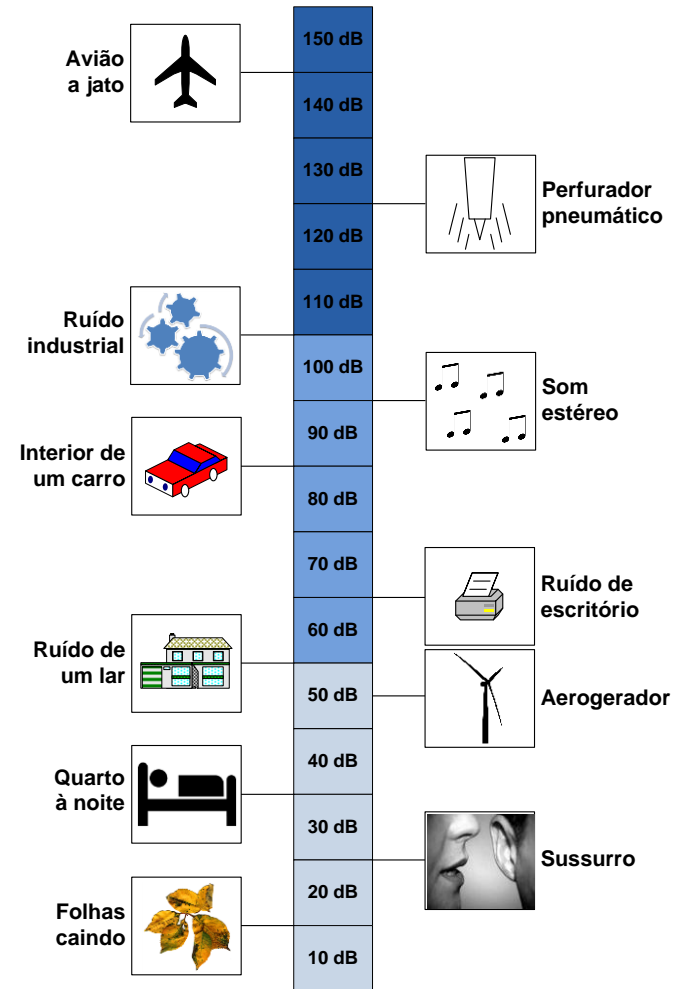 150 dB
Avião
a jato
140 dB
130 dB
Perfurador
pneumático
120 dB
110 dB
Ruído
industrial
100 dB
Som
estéreo
90 dB
Interior de
um carro
80 dB
70 dB
Ruído de
escritório
60 dB
Ruído de
um lar
50 dB
Aerogerador
40 dB
Quarto
à noite
30 dB
Sussurro
20 dB
Folhas
caindo
10 dB